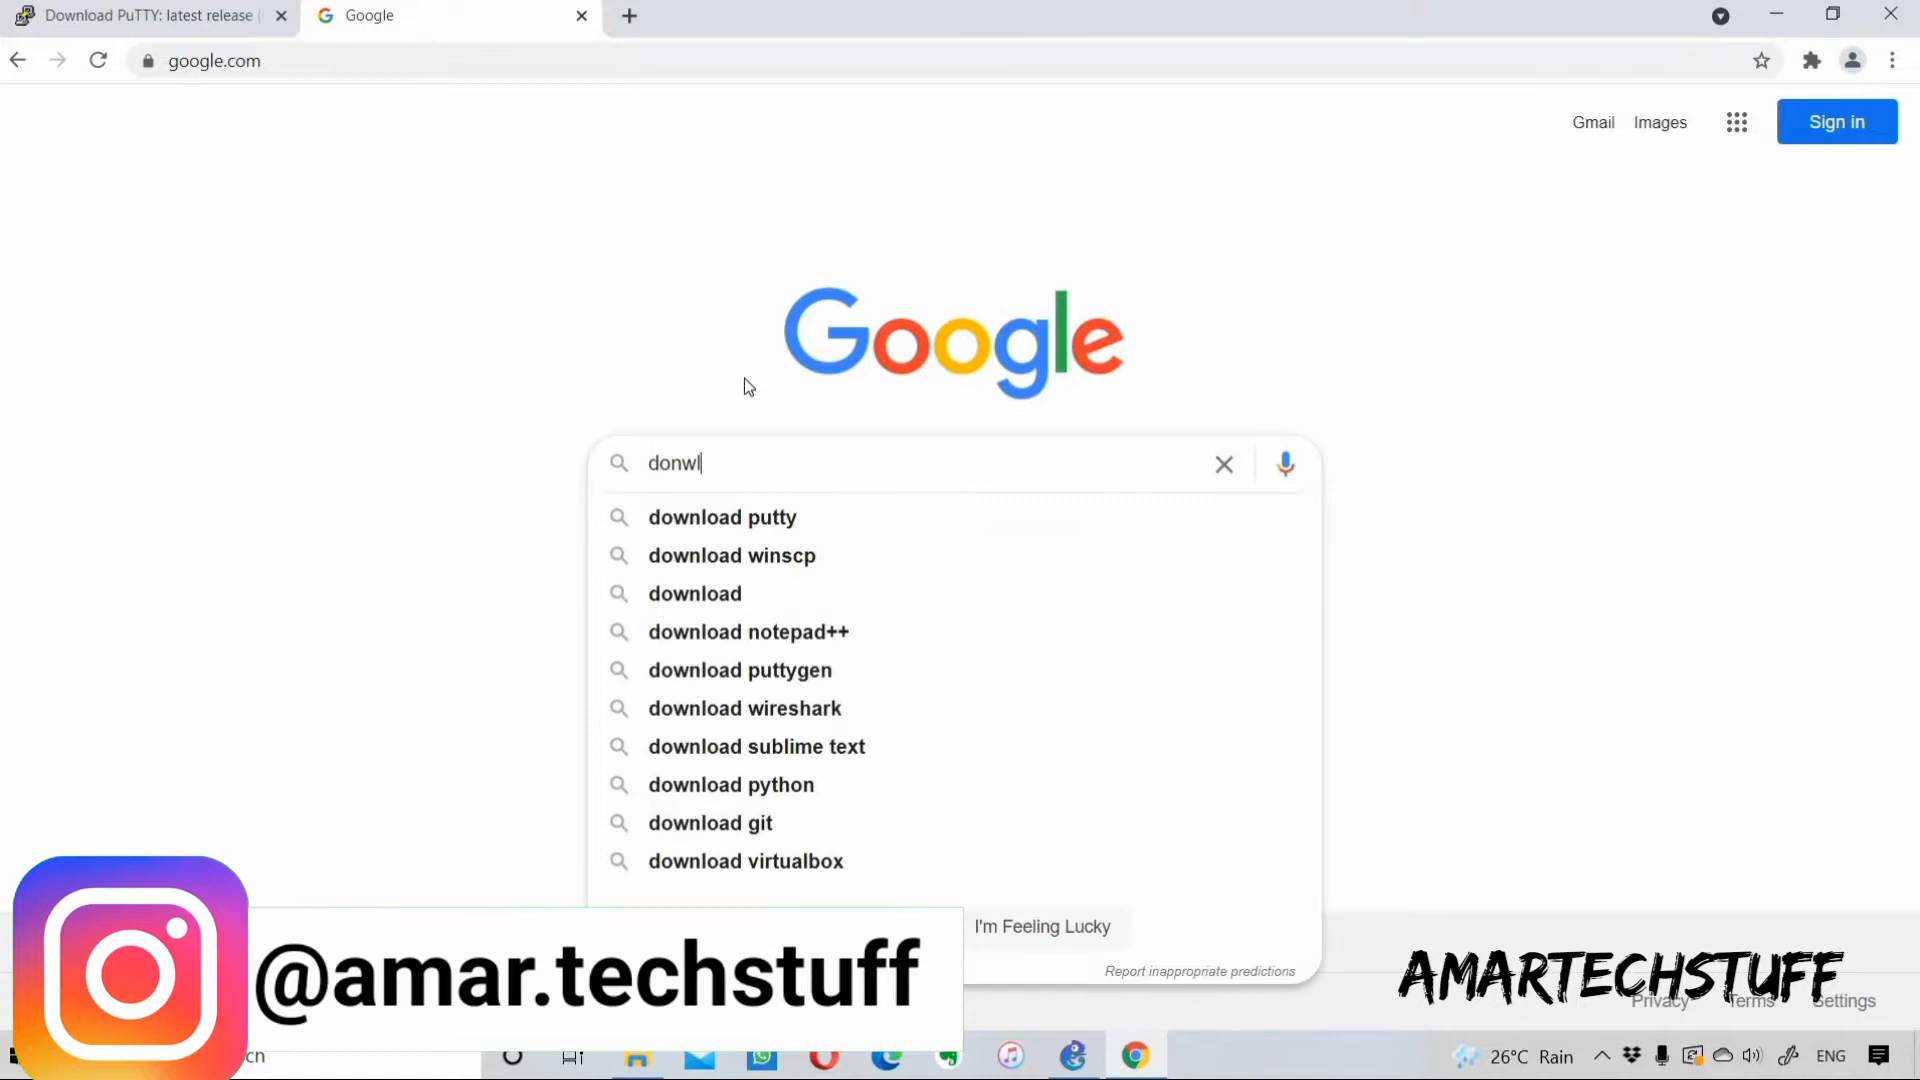 Download PuTTY: latest release (
Google
google.com
Gmail
Images
Sign in
Google
donwl
download putty
download winscp
download
download notepad++
download puttygen
download wireshark
download sublime text
download python
download git
download virtualbox
I'm Feeling Lucky
Report inappropriate predictions
@amar.techstuff
AMARTECHSTUFF
Privacy
Terms
Settings
ch
26°C Rain
ENG